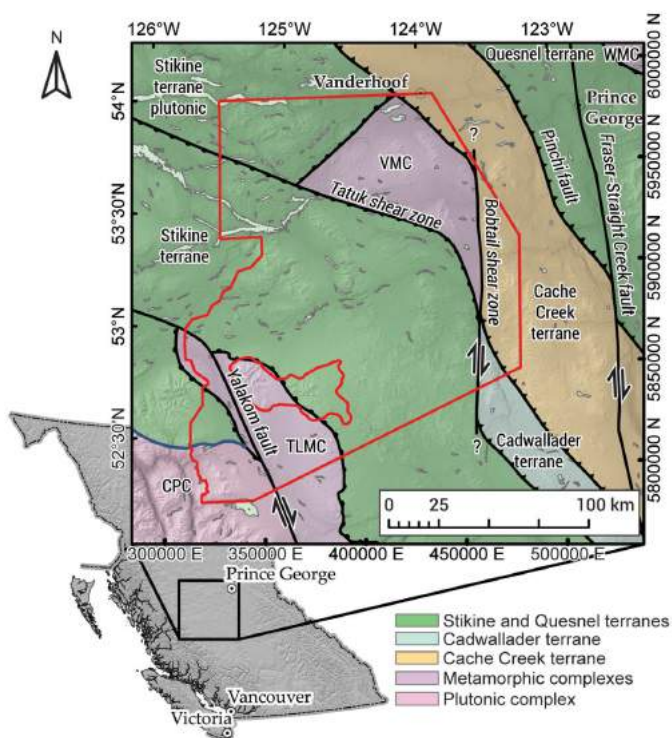 126°W
125°W
124°W
123°W
N
Stikine
terrane
plutonic
Vanderhoof
Quesnel terrane
WMC
Prince
George
54°N
53°30'N
53°N
52°30'N
6000000 N
5950000 N
5900000 N
5850000 N
5800000 N
?
VMC
Pinchi fault
Fraser-Straight Creek fault
Tatuk shear zone
Bobtail shear zone
Stikine
terrane
Cache
Creek
terrane
Yalakom fault
TLMC
?
Cadwallader
terrane
CPC
0 25 100 km
300000 E
350000 E
400000 E
450000 E
500000 E
Prince George
Vancouver
Victoria
Stikine and Quesnel terranes
Cadwallader terrane
Cache Creek terrane
Metamorphic complexes
Plutonic complex